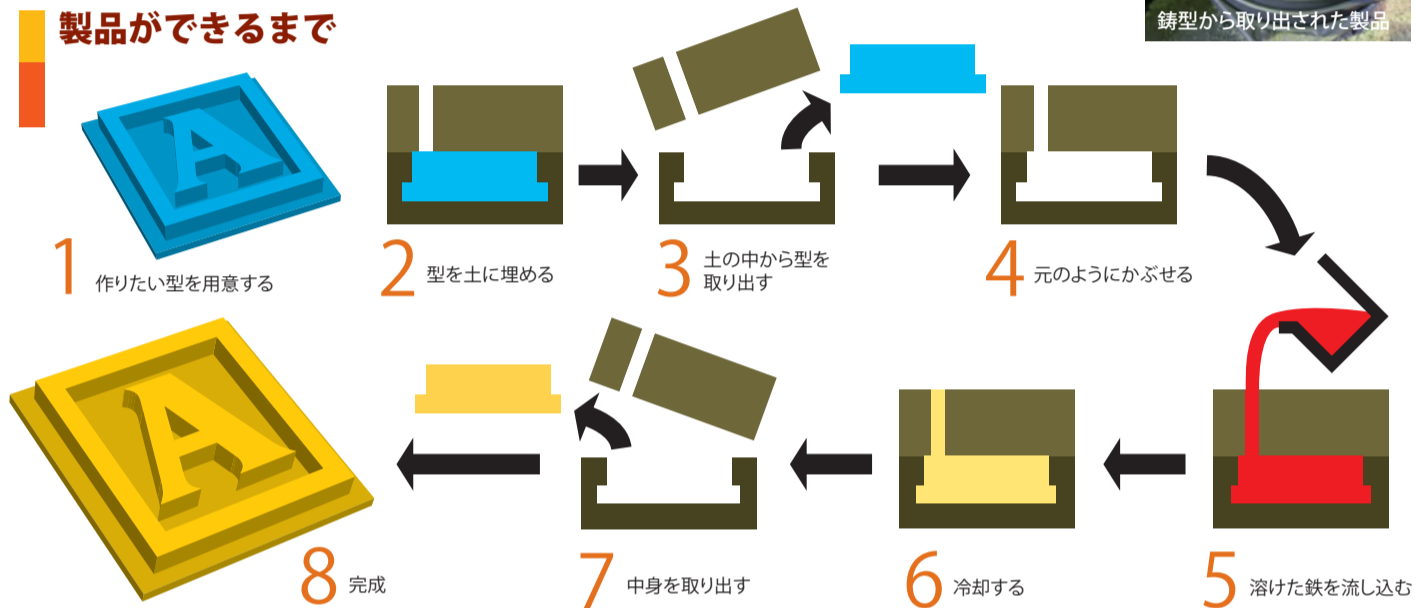 製品ができるまで
鋳型から取り出された製品
A
1 作りたい型を用意する
2 型を土に埋める
3 土の中から型を
取り出す
4 元のようにかぶせる
5 溶けた鉄を流し込む
6 冷却する
7 中身を取り出す
8 完成
A